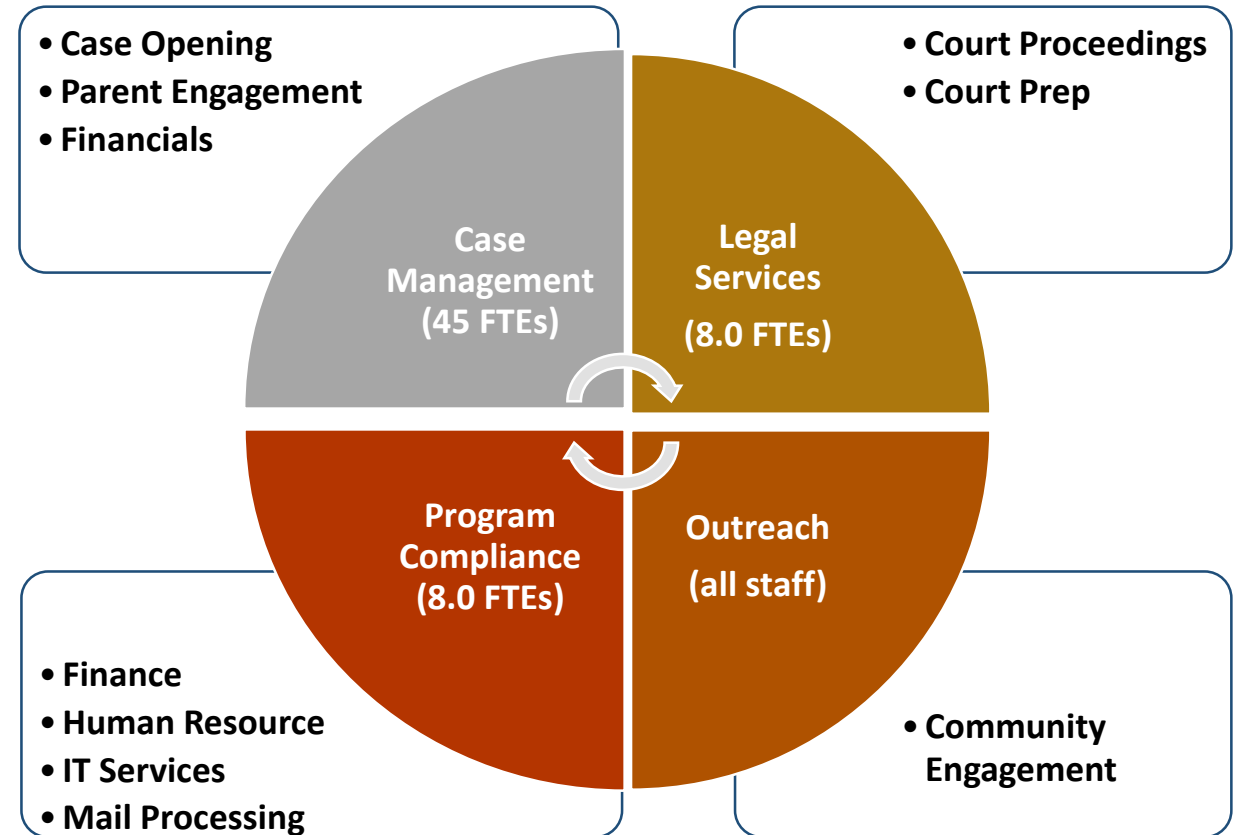 • Case Opening
• Parent Engagement
• Financials
• Court Proceedings
• Court Prep
Case
Management
(45 FTEs)
Legal
Services
(8.0 FTEs)
Program
Compliance
(8.0 FTEs)
Outreach
(all staff)
• Finance
• Human Resource
• IT Services
• Mail Processing
• Community
Engagement